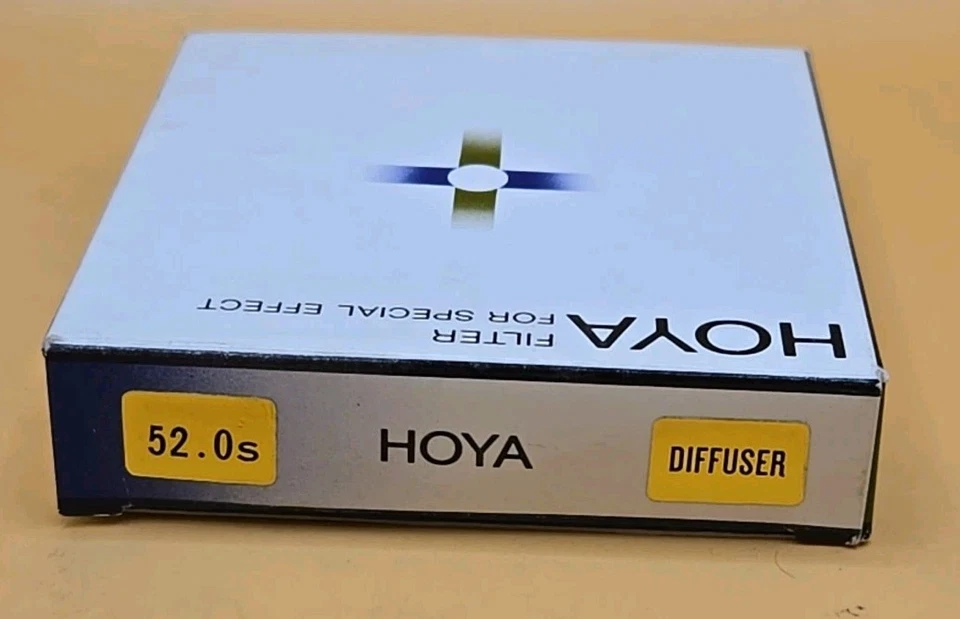 HOYA
FILTER
FOR SPECIAL EFFECT
52.0s
HOYA
DIFFUSER